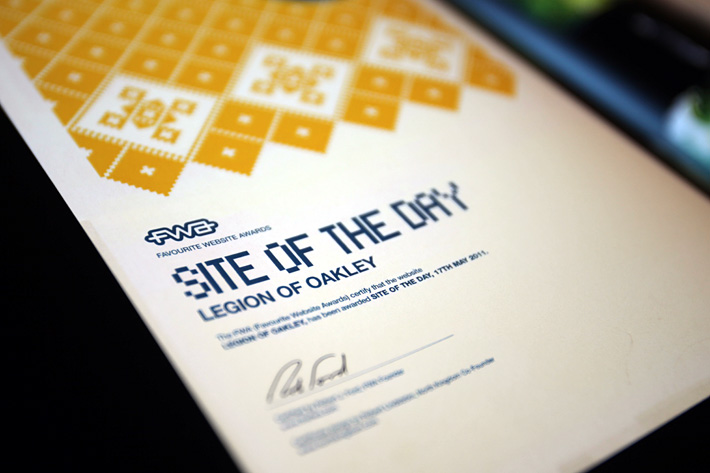 FWA
FAVOURITE WEBSITE AWARDS
SITE OF THE DAY
LEGION OF OAKLEY
The FWA (Favourite Website Awards) certify that the website
LEGION OF OAKLEY, has been awarded SITE OF THE DAY, 17TH MAY 2011.